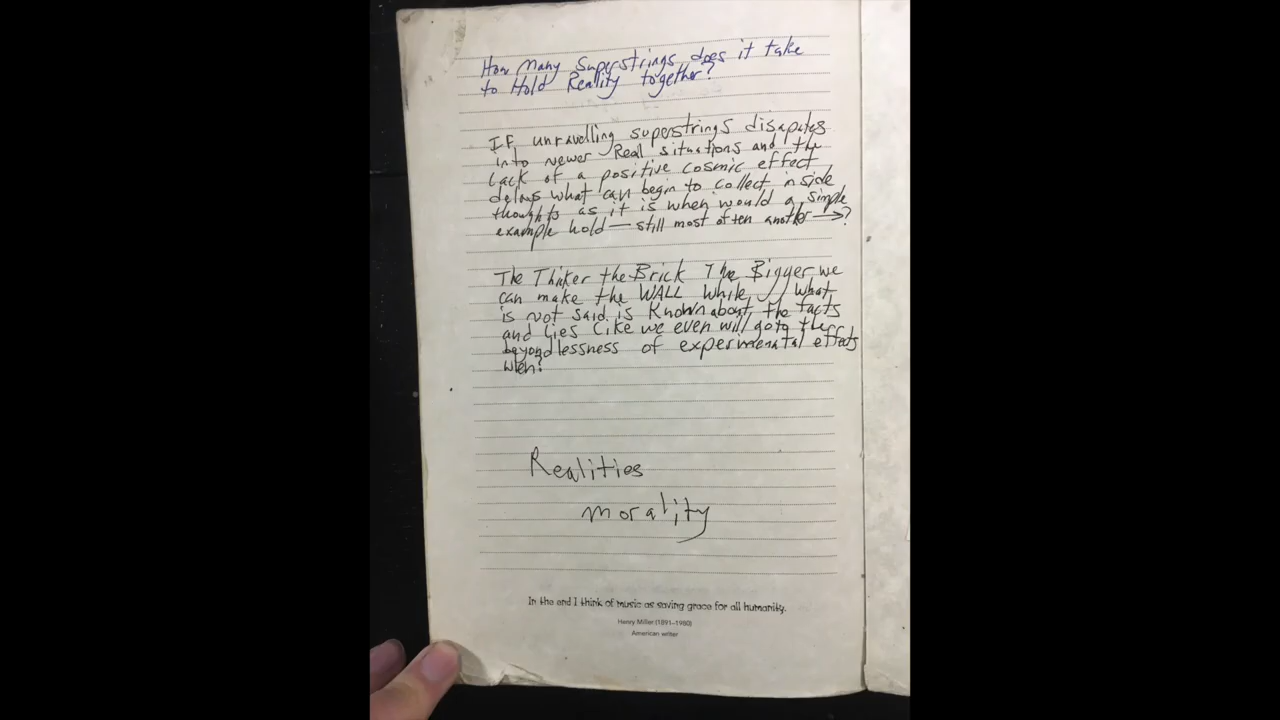 How Many Superstrings does it take
to Hold Reality together?
IF unravelling superstrings disapates
into newer Real situations and the
lack of a positive cosmic effect
delays what can begin to collect inside
thoughts as it is when would a simple
example hold — still most often another →?
The Thicker the Brick The Bigger we
can make the WALL While, What
is not said is Known about the facts
and lies Like we even will go to the
beyondlessness of experimenatal effects
when?
Realities
morality
In the end I think of music as saving grace for all humanity.
Henry Miller (1891–1980)
American writer